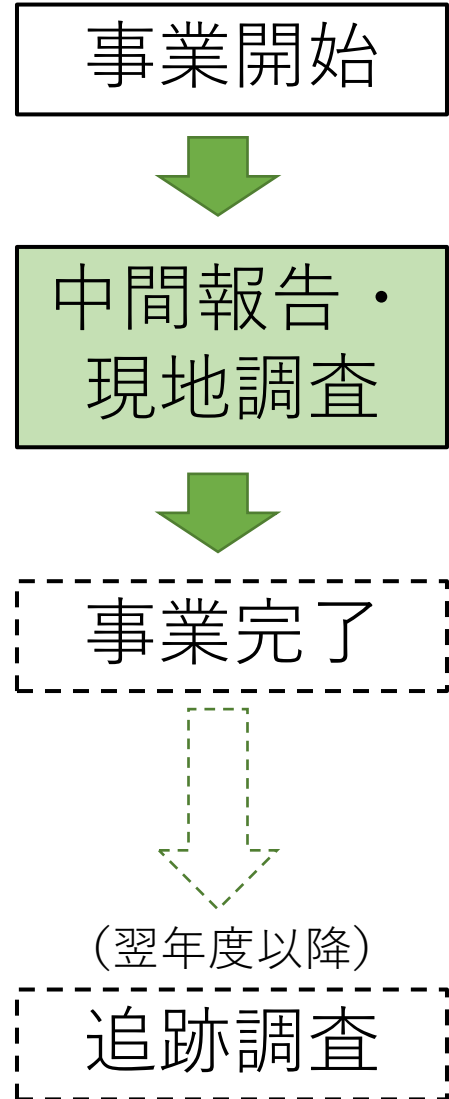 事業開始
中間報告・
現地調査
事業完了
（翌年度以降）
追跡調査